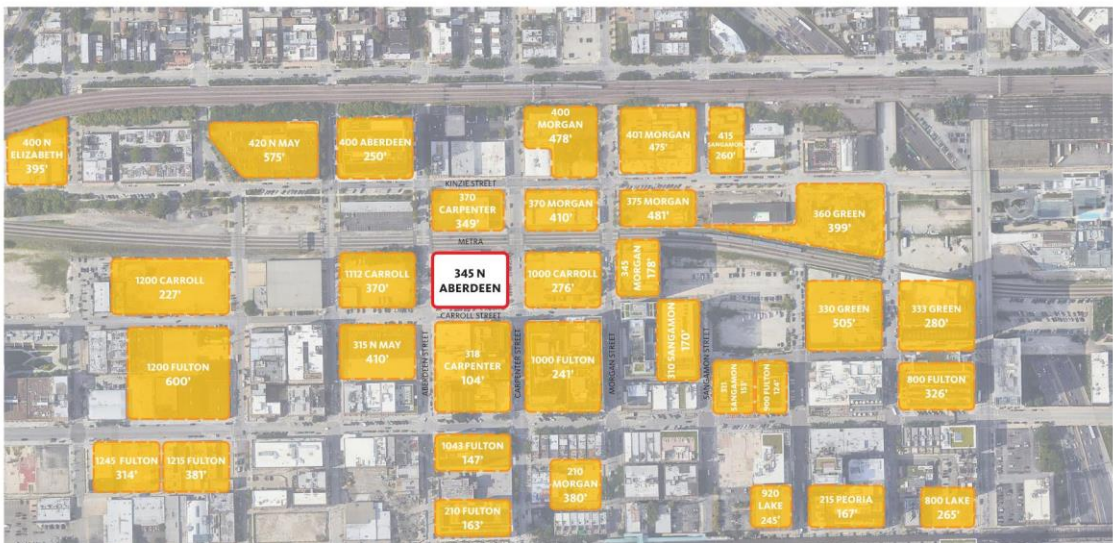 400 N
ELIZABETH
395'
420 N MAY
575'
400 ABERDEEN
250'
400
MORGAN
478'
401 MORGAN
475'
415
SANGAMON
260'
KINZIE STREET
370
CARPENTER
349'
370 MORGAN
410'
375 MORGAN
481'
360 GREEN
399'
METRA
1200 CARROLL
227'
1112 CARROLL
370'
345 N
ABERDEEN
1000 CARROLL
276'
345
MORGAN
178'
330 GREEN
505'
333 GREEN
280'
CARROLL STREET
1200 FULTON
600'
315 N MAY
410'
ABERDEEN STREET
318
CARPENTER
104'
CARPENTER STREET
1000 FULTON
241'
MORGAN STREET
310 SANGAMON
170'
SANGAMON STREET
311
SANGAMON
900 FULTON
124'
800 FULTON
326'
1245 FULTON
314'
1215 FULTON
381'
1043 FULTON
147'
210
MORGAN
380'
210 FULTON
163'
920
LAKE
245'
215 PEORIA
167'
800 LAKE
265'